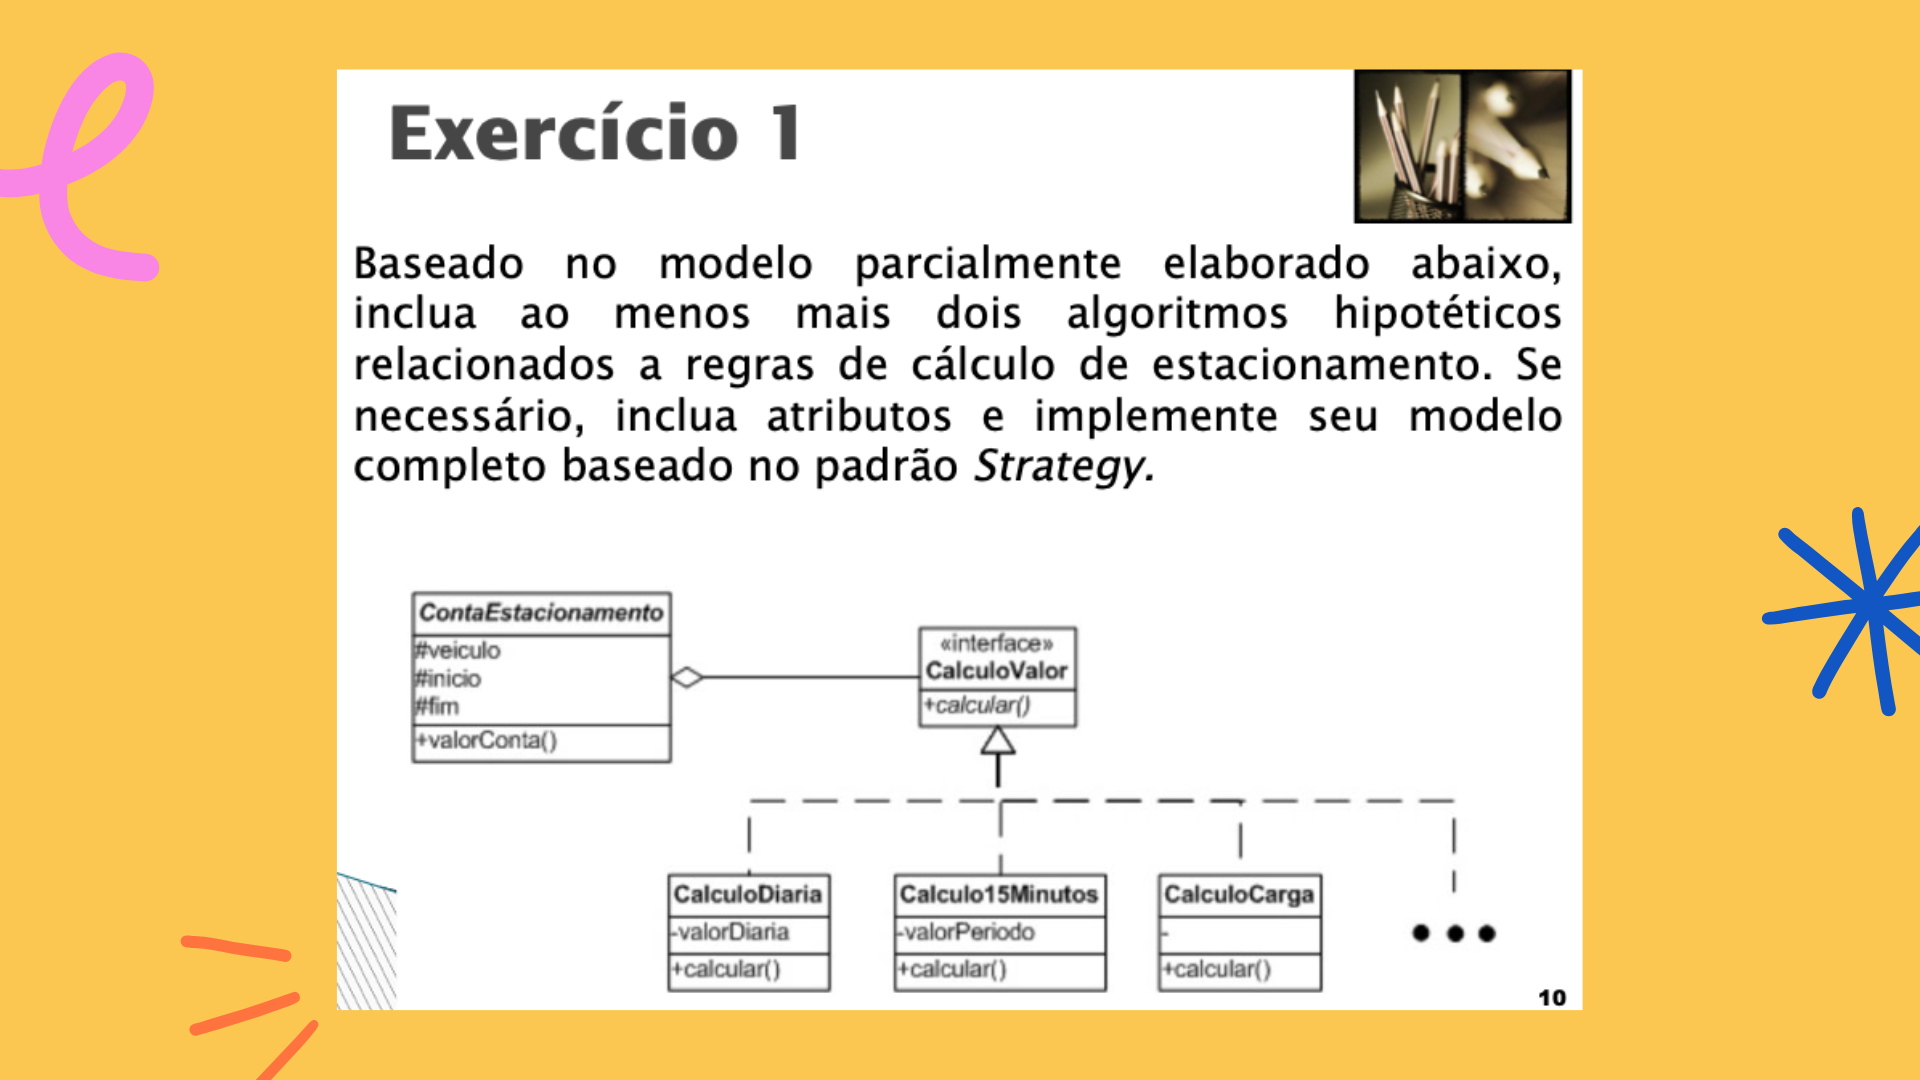 Exercício 1
Baseado no modelo parcialmente elaborado abaixo,
inclua ao menos mais dois algoritmos hipotéticos
relacionados a regras de cálculo de estacionamento. Se
necessário, inclua atributos e implemente seu modelo
completo baseado no padrão Strategy.
ContaEstacionamento
#veiculo
#inicio
#fim
+valorConta()
«interface»
CalculoValor
+calcular()
CalculoDiaria
-valorDiaria
+calcular()
Calculo15Minutos
-valorPeriodo
+calcular()
CalculoCarga
-
+calcular()
10